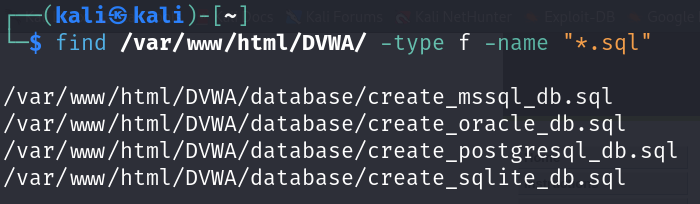 ┌──(kali㉿kali)-[~]
└─$ find /var/www/html/DVWA/ -type f -name "*.sql"
/var/www/html/DVWA/database/create_mssql_db.sql
/var/www/html/DVWA/database/create_oracle_db.sql
/var/www/html/DVWA/database/create_postgresql_db.sql
/var/www/html/DVWA/database/create_sqlite_db.sql